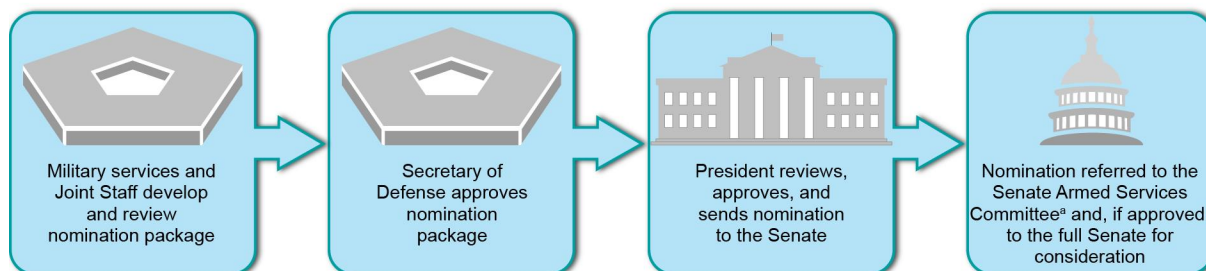 Military services and
Joint Staff develop
and review
nomination package
Secretary of
Defense approves
nomination
package
President reviews,
approves, and
sends nomination
to the Senate
Nomination referred to the
Senate Armed Services
Committeeᵃ and, if approved
to the full Senate for
consideration